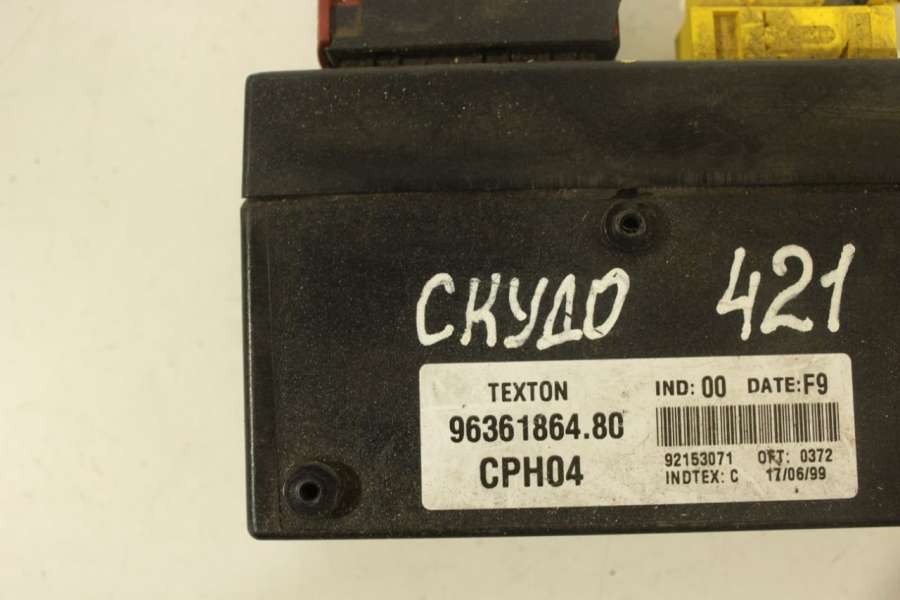 СКУДО 421
TEXTON
IND: 00 DATE:F9
96361864.80
CPH04
92153071 OFT: 0372
INDTEX: C 17/06/99